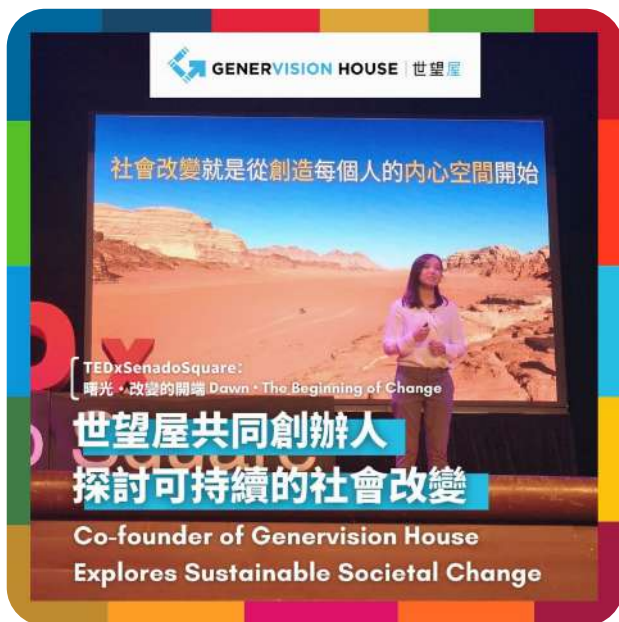 GENERVISION HOUSE | 世望屋
社會改變就是從創造每個人的內心空間開始
TEDxSenadoSquare:
曙光·改變的開端 Dawn · The Beginning of Change
世望屋共同創辦人
探討可持續的社會改變
Co-founder of Genervision House
Explores Sustainable Societal Change